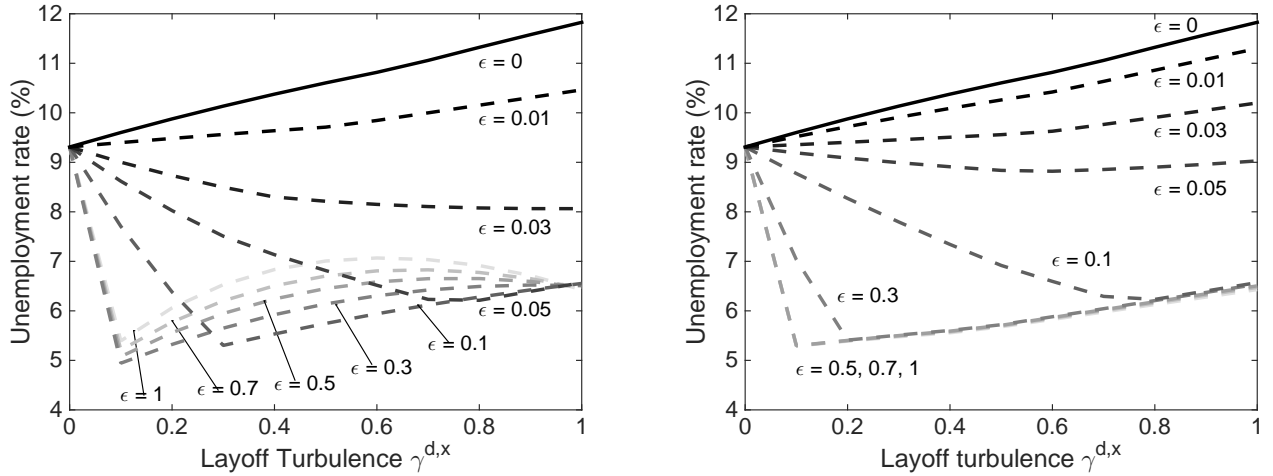 12
11
10
9
8
7
6
5
4
Unemployment rate (%)
ϵ = 0
ϵ = 0.01
ϵ = 0.03
ϵ = 0.05
ϵ = 0.1
ϵ = 0.3
ϵ = 0.5
ϵ = 0.7
ϵ = 1
0 0.2 0.4 0.6 0.8 1
Layoff Turbulence γ^{d,x}
12
11
10
9
8
7
6
5
4
Unemployment rate (%)
ϵ = 0
ϵ = 0.01
ϵ = 0.03
ϵ = 0.05
ϵ = 0.1
ϵ = 0.3
ϵ = 0.5, 0.7, 1
0 0.2 0.4 0.6 0.8 1
Layoff turbulence γ^{d,x}